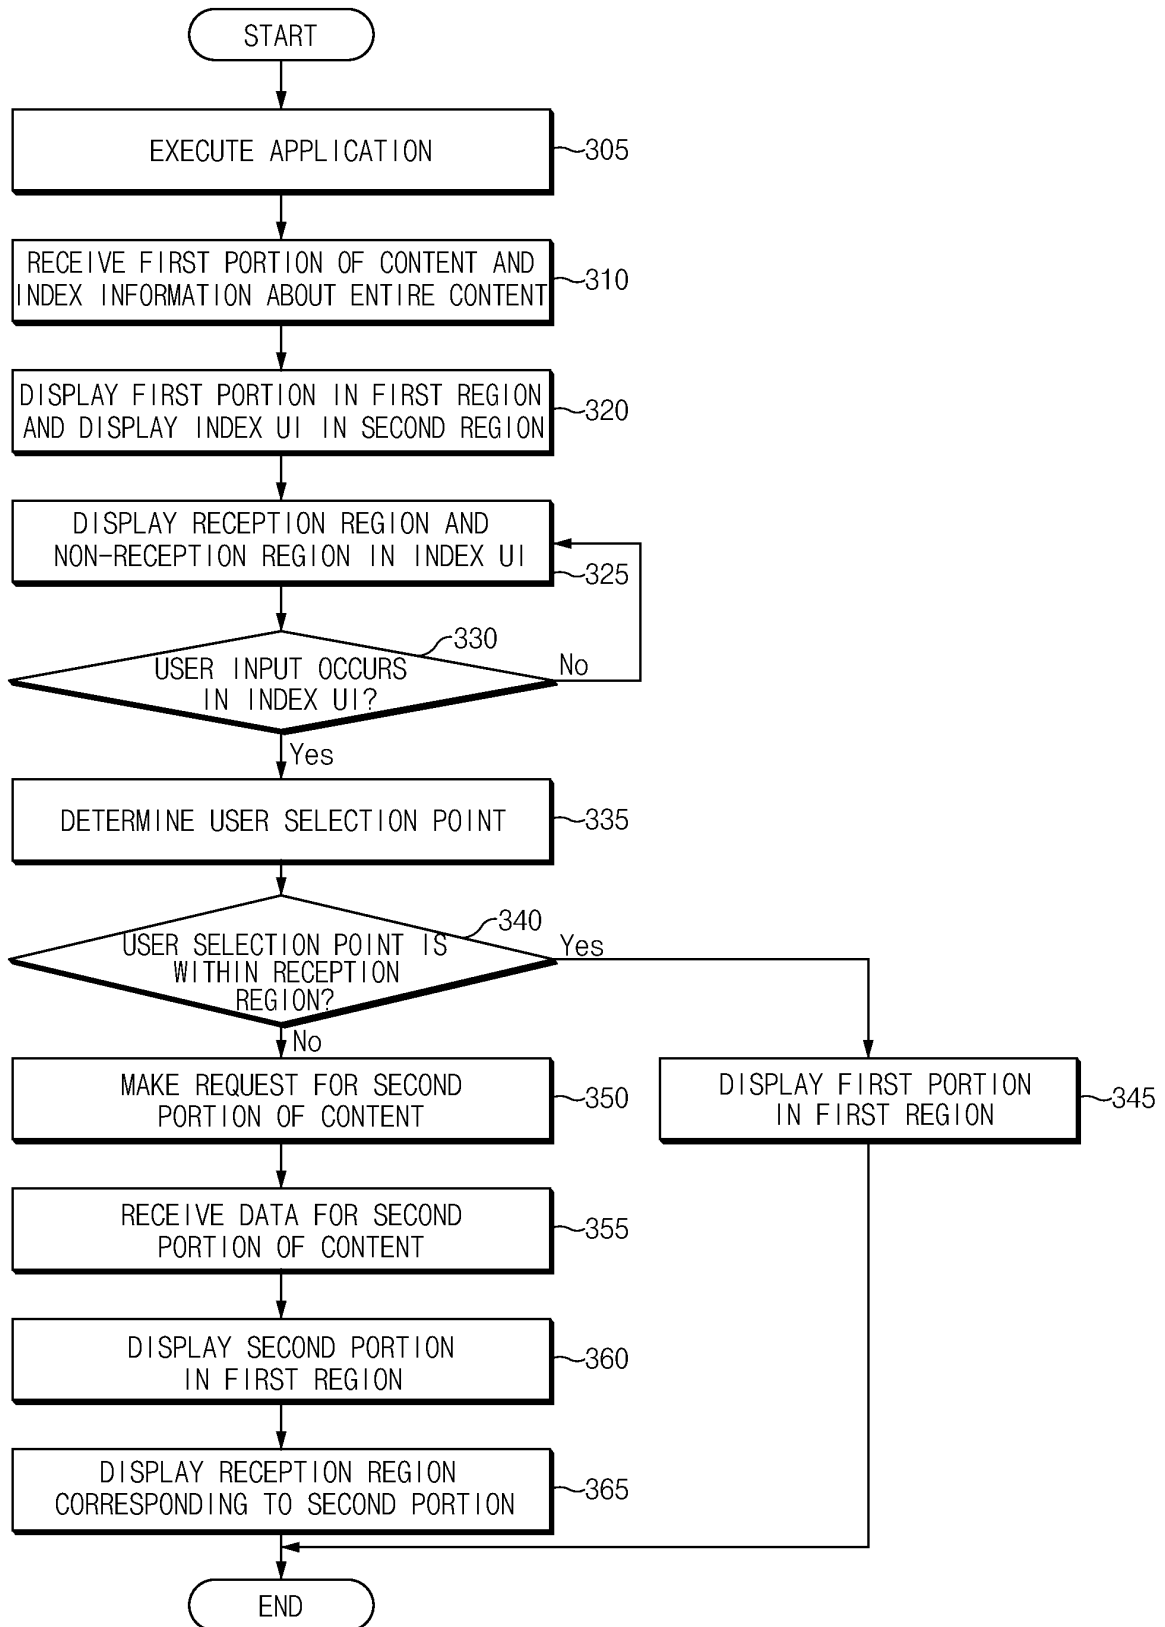 START
EXECUTE APPLICATION
305
RECEIVE FIRST PORTION OF CONTENT AND
INDEX INFORMATION ABOUT ENTIRE CONTENT
310
DISPLAY FIRST PORTION IN FIRST REGION
AND DISPLAY INDEX UI IN SECOND REGION
320
DISPLAY RECEPTION REGION AND
NON-RECEPTION REGION IN INDEX UI
325
330
USER INPUT OCCURS
IN INDEX UI?
No
Yes
DETERMINE USER SELECTION POINT
335
340
USER SELECTION POINT IS
WITHIN RECEPTION
REGION?
Yes
No
MAKE REQUEST FOR SECOND
PORTION OF CONTENT
350
DISPLAY FIRST PORTION
IN FIRST REGION
345
RECEIVE DATA FOR SECOND
PORTION OF CONTENT
355
DISPLAY SECOND PORTION
IN FIRST REGION
360
DISPLAY RECEPTION REGION
CORRESPONDING TO SECOND PORTION
365
END